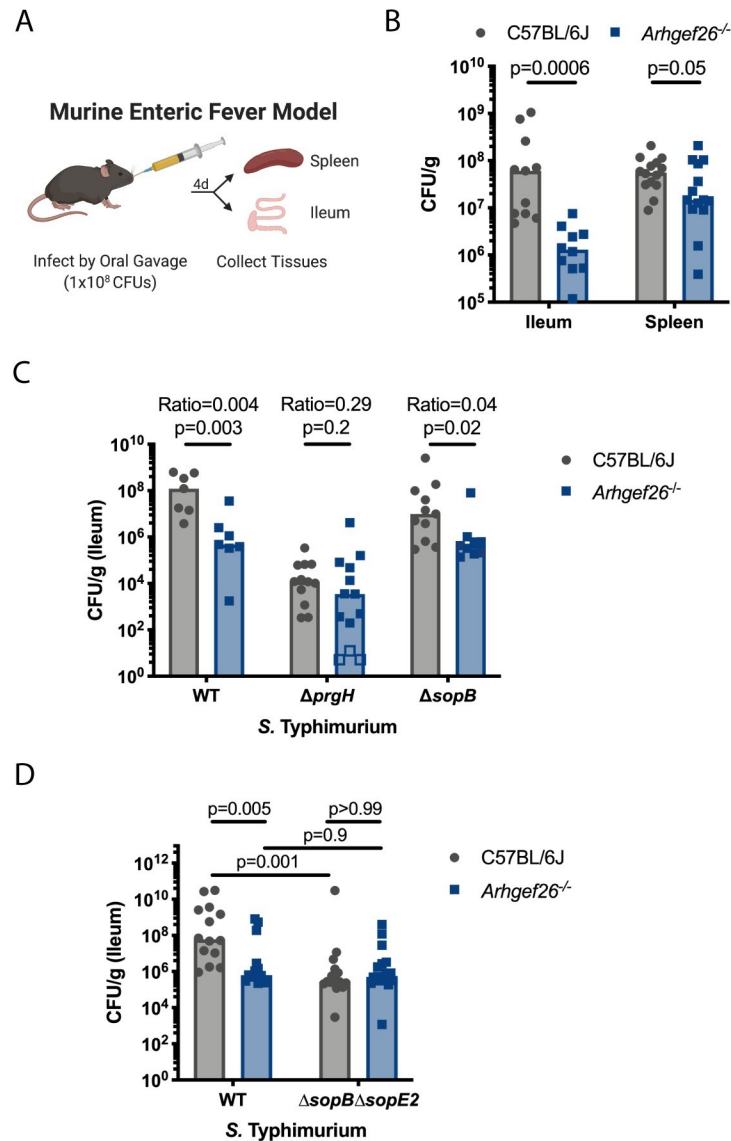 A
Murine Enteric Fever Model
4d
Spleen
Ileum
Infect by Oral Gavage
(1x10⁸ CFUs)
Collect Tissues
B
C57BL/6J
Arhgef26⁻/⁻
p=0.0006
p=0.05
10¹⁰
10⁹
10⁸
10⁷
10⁶
10⁵
CFU/g
Ileum
Spleen
C
Ratio=0.004
Ratio=0.29
Ratio=0.04
p=0.003
p=0.2
p=0.02
C57BL/6J
Arhgef26⁻/⁻
10¹⁰
10⁸
10⁶
10⁴
10²
10⁰
CFU/g (Ileum)
WT
ΔprgH
ΔsopB
S. Typhimurium
D
p=0.005
p>0.99
p=0.9
p=0.001
C57BL/6J
Arhgef26⁻/⁻
10¹²
10¹⁰
10⁸
10⁶
10⁴
10²
10⁰
CFU/g (Ileum)
WT
ΔsopBΔsopE2
S. Typhimurium